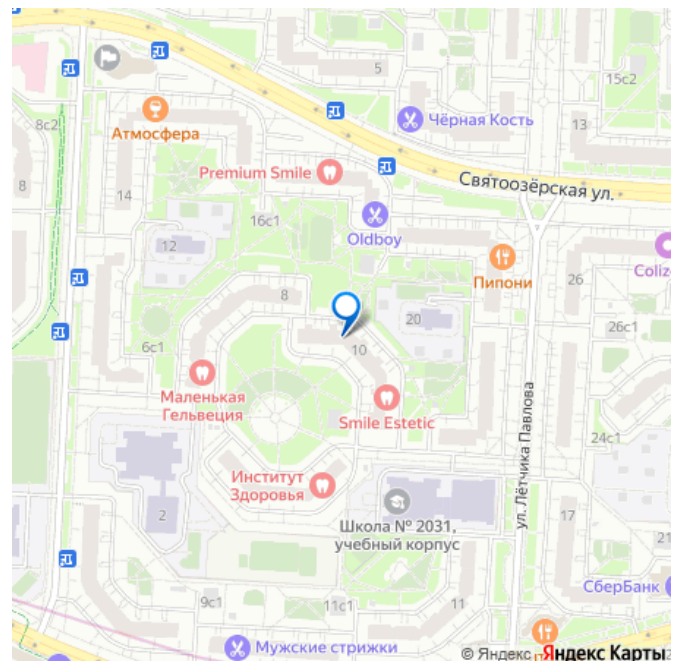 5
15с2
8с2
Чёрная Кость
13
Атмосфера
Premium Smile
Святоозёрская ул.
8
14
16с1
Oldboy
12
Пипони
26
8
20
26с1
6с1
10
Маленькая
Гельвеция
Smile Estetic
ул. Лётчика Павлова
24с1
Институт
Здоровья
2
Школа № 2031,
учебный корпус
17
21
СберБанк
9с1
11с1
11
Мужские стрижки
© Яндекс Яндекс Карты